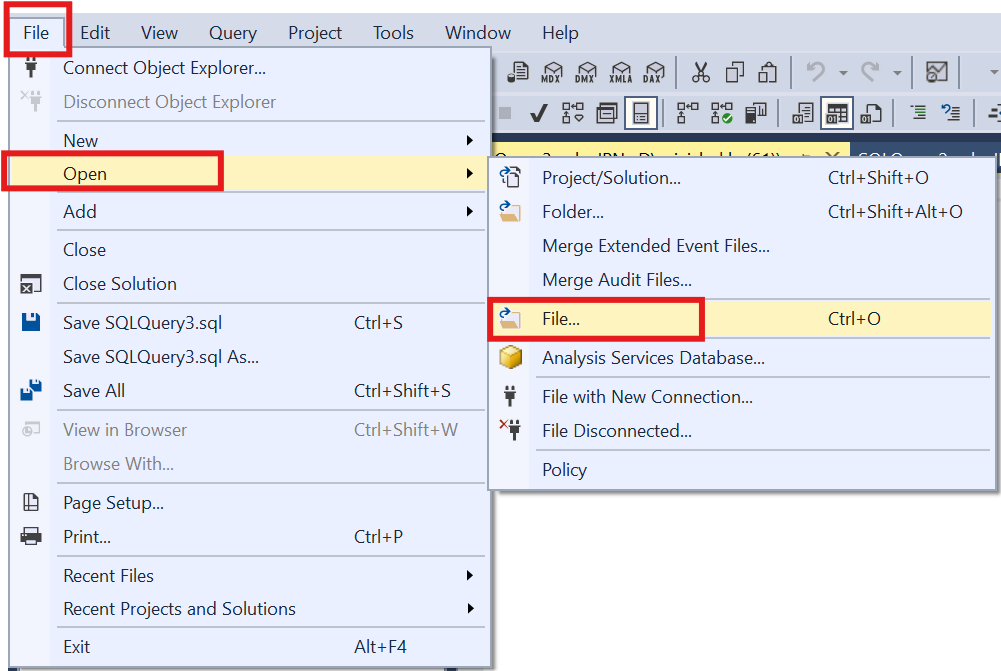 File Edit View Query Project Tools Window Help
MDX DMX XMLA DAX
Connect Object Explorer...
Disconnect Object Explorer
New
Open
Add
Close
Close Solution
Save SQLQuery3.sql Ctrl+S
Save SQLQuery3.sql As...
Save All Ctrl+Shift+S
View in Browser Ctrl+Shift+W
Browse With...
Page Setup...
Print... Ctrl+P
Recent Files
Recent Projects and Solutions
Exit Alt+F4
Project/Solution... Ctrl+Shift+O
Folder... Ctrl+Shift+Alt+O
Merge Extended Event Files...
Merge Audit Files...
File... Ctrl+O
Analysis Services Database...
File with New Connection...
File Disconnected...
Policy